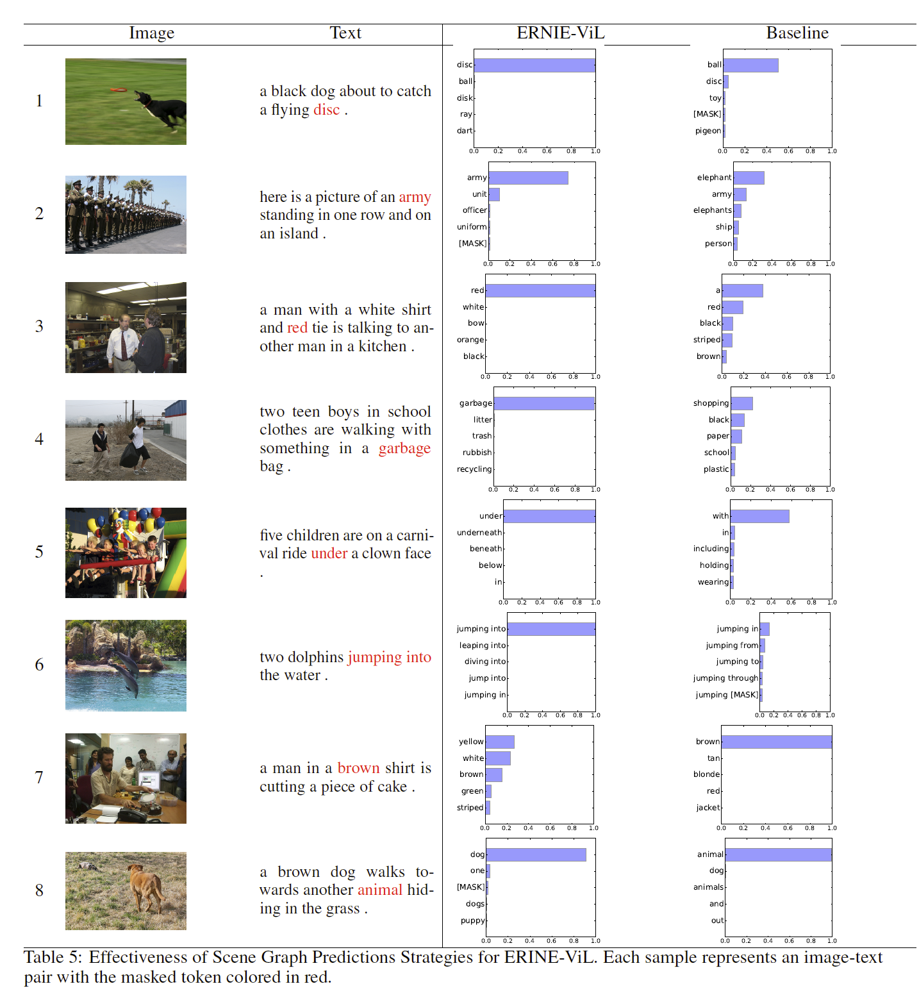 Image Text ERNIE-ViL Baseline
1
a black dog about to catch
a flying disc .
disc
ball
disk
ray
dart
0.0 0.2 0.4 0.6 0.8 1.0
ball
disc
toy
[MASK]
pigeon
0.0 0.2 0.4 0.6 0.8 1.0
2
here is a picture of an army
standing in one row and on
an island .
army
unit
officer
uniform
[MASK]
0.0 0.2 0.4 0.6 0.8 1.0
elephant
army
elephants
ship
person
0.0 0.2 0.4 0.6 0.8 1.0
3
a man with a white shirt
and red tie is talking to an-
other man in a kitchen .
red
white
bow
orange
black
0.0 0.2 0.4 0.6 0.8 1.0
a
red
black
striped
brown
0.0 0.2 0.4 0.6 0.8 1.0
4
two teen boys in school
clothes are walking with
something in a garbage
bag .
garbage
litter
trash
rubbish
recycling
0.0 0.2 0.4 0.6 0.8 1.0
shopping
black
paper
school
plastic
0.0 0.2 0.4 0.6 0.8 1.0
5
five children are on a carni-
val ride under a clown face
.
under
underneath
beneath
below
in
0.0 0.2 0.4 0.6 0.8 1.0
with
in
including
holding
wearing
0.0 0.2 0.4 0.6 0.8 1.0
6
two dolphins jumping into
the water .
jumping into
leaping into
diving into
jump into
jumping in
0.0 0.2 0.4 0.6 0.8 1.0
jumping in
jumping from
jumping to
jumping through
jumping [MASK]
0.0 0.2 0.4 0.6 0.8 1.0
7
a man in a brown shirt is
cutting a piece of cake .
yellow
white
brown
green
striped
0.0 0.2 0.4 0.6 0.8 1.0
brown
tan
blonde
red
jacket
0.0 0.2 0.4 0.6 0.8 1.0
8
a brown dog walks to-
wards another animal hid-
ing in the grass .
dog
one
[MASK]
dogs
puppy
0.0 0.2 0.4 0.6 0.8 1.0
animal
dog
animals
and
out
0.0 0.2 0.4 0.6 0.8 1.0
Table 5: Effectiveness of Scene Graph Predictions Strategies for ERINE-ViL. Each sample represents an image-text
pair with the masked token colored in red.